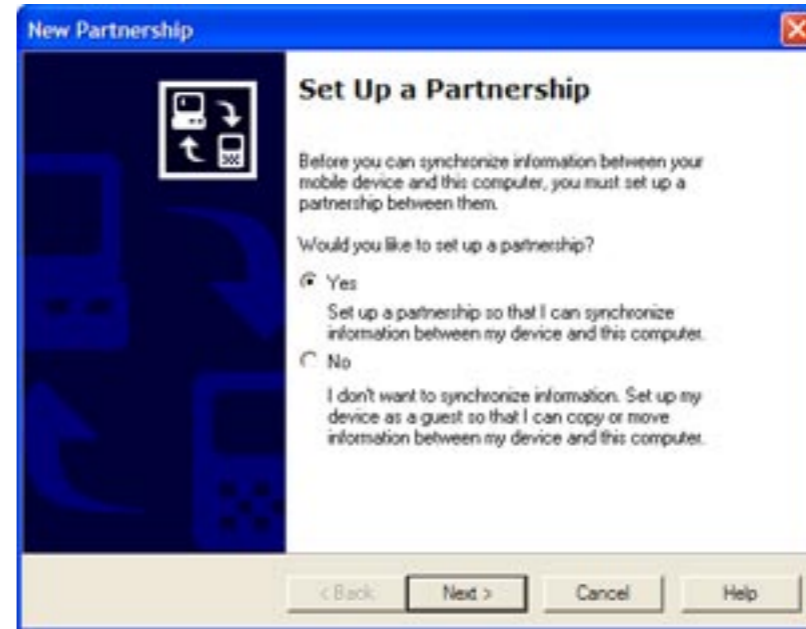 New Partnership
Set Up a Partnership
Before you can synchronize information between your
mobile device and this computer, you must set up a
partnership between them.
Would you like to set up a partnership?
Yes
Set up a partnership so that I can synchronize
information between my device and this computer.
No
I don't want to synchronize information. Set up my
device as a guest so that I can copy or move
information between my device and this computer.
< Back Next > Cancel Help